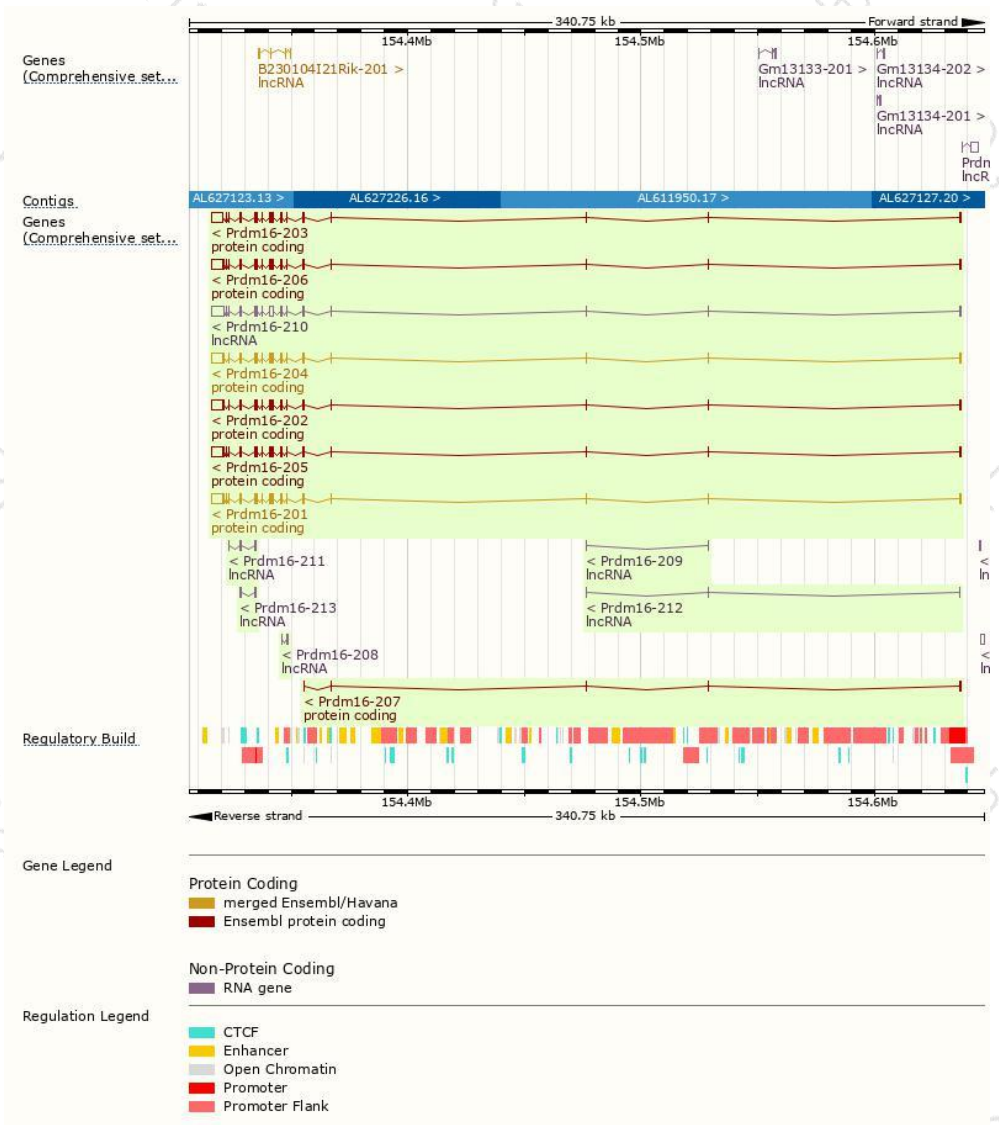 340.75 kb
Forward strand
154.4Mb
154.5Mb
154.6Mb
Genes
(Comprehensive set...
B230104I21Rik-201 >
lncRNA
Gm13133-201 >
lncRNA
Gm13134-202 >
lncRNA
Gm13134-201 >
lncRNA
Prdn
lncR
Contigs
AL627123.13 >
AL627226.16 >
AL611950.17 >
AL627127.20 >
Genes
(Comprehensive set...
< Prdm16-203
protein coding
< Prdm16-206
protein coding
< Prdm16-210
lncRNA
< Prdm16-204
protein coding
< Prdm16-202
protein coding
< Prdm16-205
protein coding
< Prdm16-201
protein coding
< Prdm16-211
lncRNA
< Prdm16-209
lncRNA
<
ln
< Prdm16-213
lncRNA
< Prdm16-212
lncRNA
< Prdm16-208
lncRNA
<
ln
< Prdm16-207
protein coding
Regulatory Build
154.4Mb
154.5Mb
154.6Mb
Reverse strand
340.75 kb
Gene Legend
Protein Coding
merged Ensembl/Havana
Ensembl protein coding
Non-Protein Coding
RNA gene
Regulation Legend
CTCF
Enhancer
Open Chromatin
Promoter
Promoter Flank